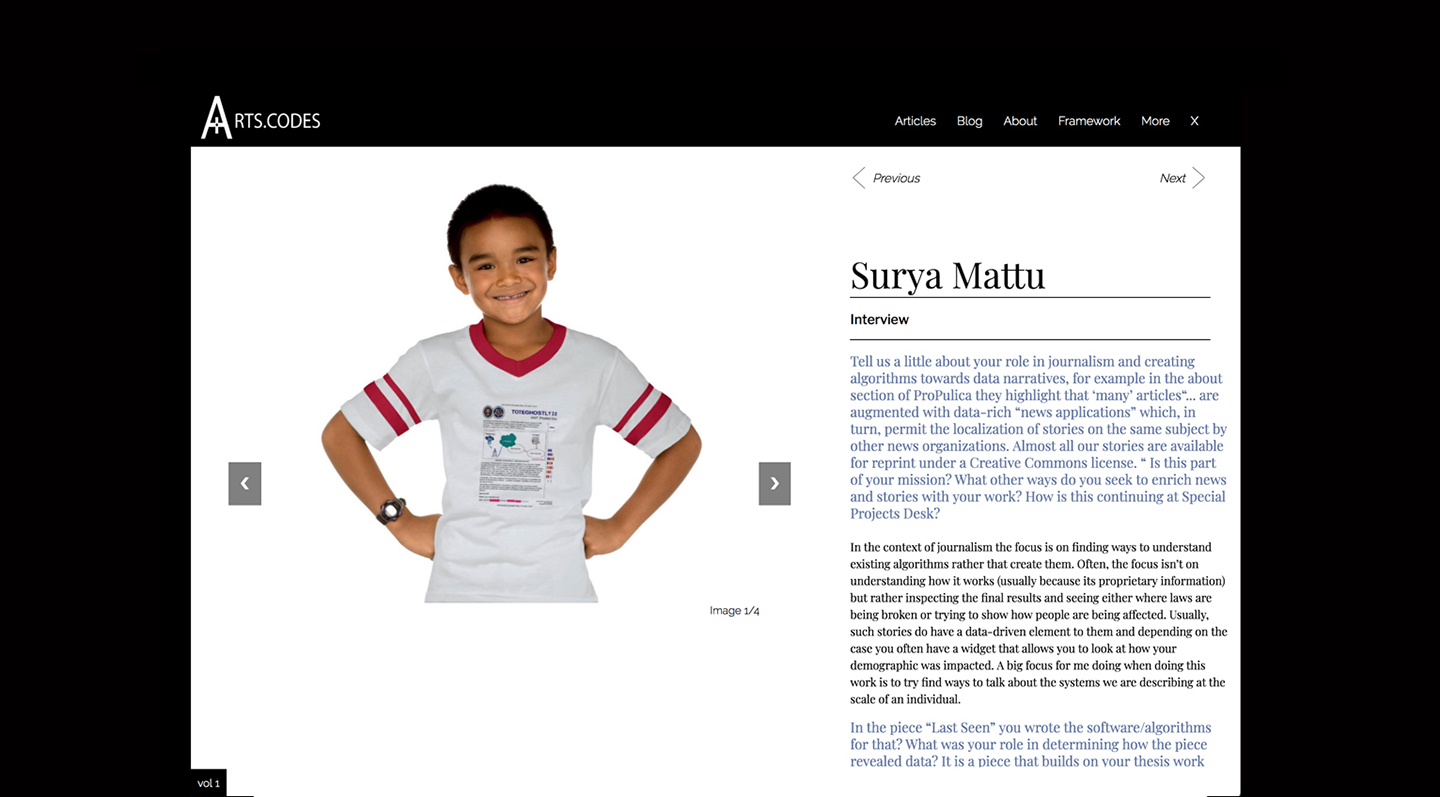 ARTS.CODES
Articles Blog About Framework More X
Previous
Next
TOTEGHOSTLY
‹
›
Image 1/4
Surya Mattu
Interview
Tell us a little about your role in journalism and creating
algorithms towards data narratives, for example in the about
section of ProPulica they highlight that ‘many’ articles“... are
augmented with data-rich “news applications” which, in
turn, permit the localization of stories on the same subject by
other news organizations. Almost all our stories are available
for reprint under a Creative Commons license. “ Is this part
of your mission? What other ways do you seek to enrich news
and stories with your work? How is this continuing at Special
Projects Desk?
In the context of journalism the focus is on finding ways to understand
existing algorithms rather that create them. Often, the focus isn’t on
understanding how it works (usually because its proprietary information)
but rather inspecting the final results and seeing either where laws are
being broken or trying to show how people are being affected. Usually,
such stories do have a data-driven element to them and depending on the
case you often have a widget that allows you to look at how your
demographic was impacted. A big focus for me doing when doing this
work is to try find ways to talk about the systems we are describing at the
scale of an individual.
In the piece “Last Seen” you wrote the software/algorithms
for that? What was your role in determining how the piece
revealed data? It is a piece that builds on your thesis work
vol 1